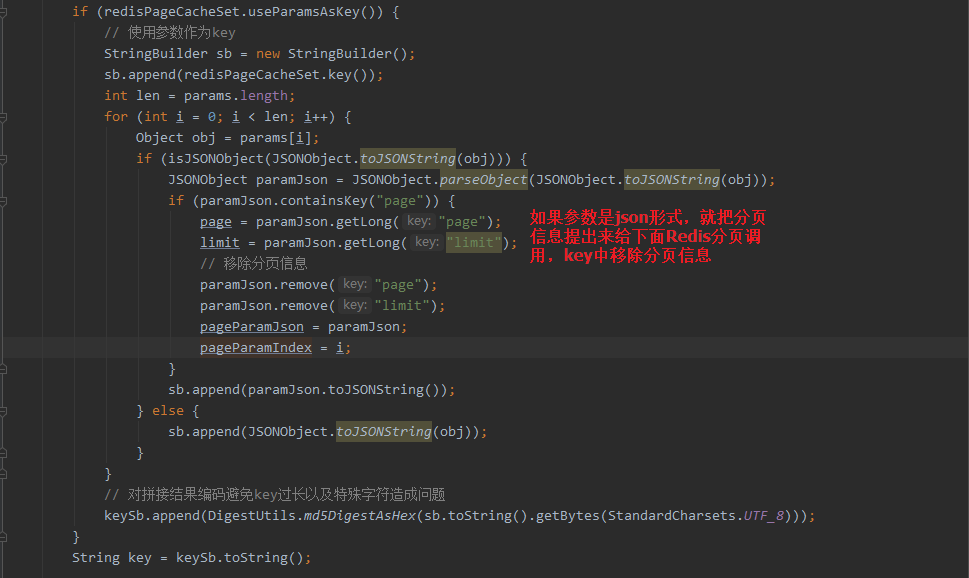 if (redisPageCacheSet.useParamsAsKey()) {
// 使用参数作为key
StringBuilder sb = new StringBuilder();
sb.append(redisPageCacheSet.key());
int len = params.length;
for (int i = 0; i < len; i++) {
Object obj = params[i];
if (isJSONObject(JSONObject.toJSONString(obj))) {
JSONObject paramJson = JSONObject.parseObject(JSONObject.toJSONString(obj));
if (paramJson.containsKey("page")) {
page = paramJson.getLong( key: "page");
limit = paramJson.getLong( key: "limit");
// 移除分页信息
paramJson.remove( key: "page");
paramJson.remove( key: "limit");
pageParamJson = paramJson;
pageParamIndex = i;
}
sb.append(paramJson.toJSONString());
} else {
sb.append(JSONObject.toJSONString(obj));
}
}
// 对拼接结果编码避免key过长以及特殊字符造成问题
keySb.append(DigestUtils.md5DigestAsHex(sb.toString().getBytes(StandardCharsets.UTF_8)));
}
String key = keySb.toString();
如果参数是json形式，就把分页
信息提出来给下面Redis分页调
用，key中移除分页信息